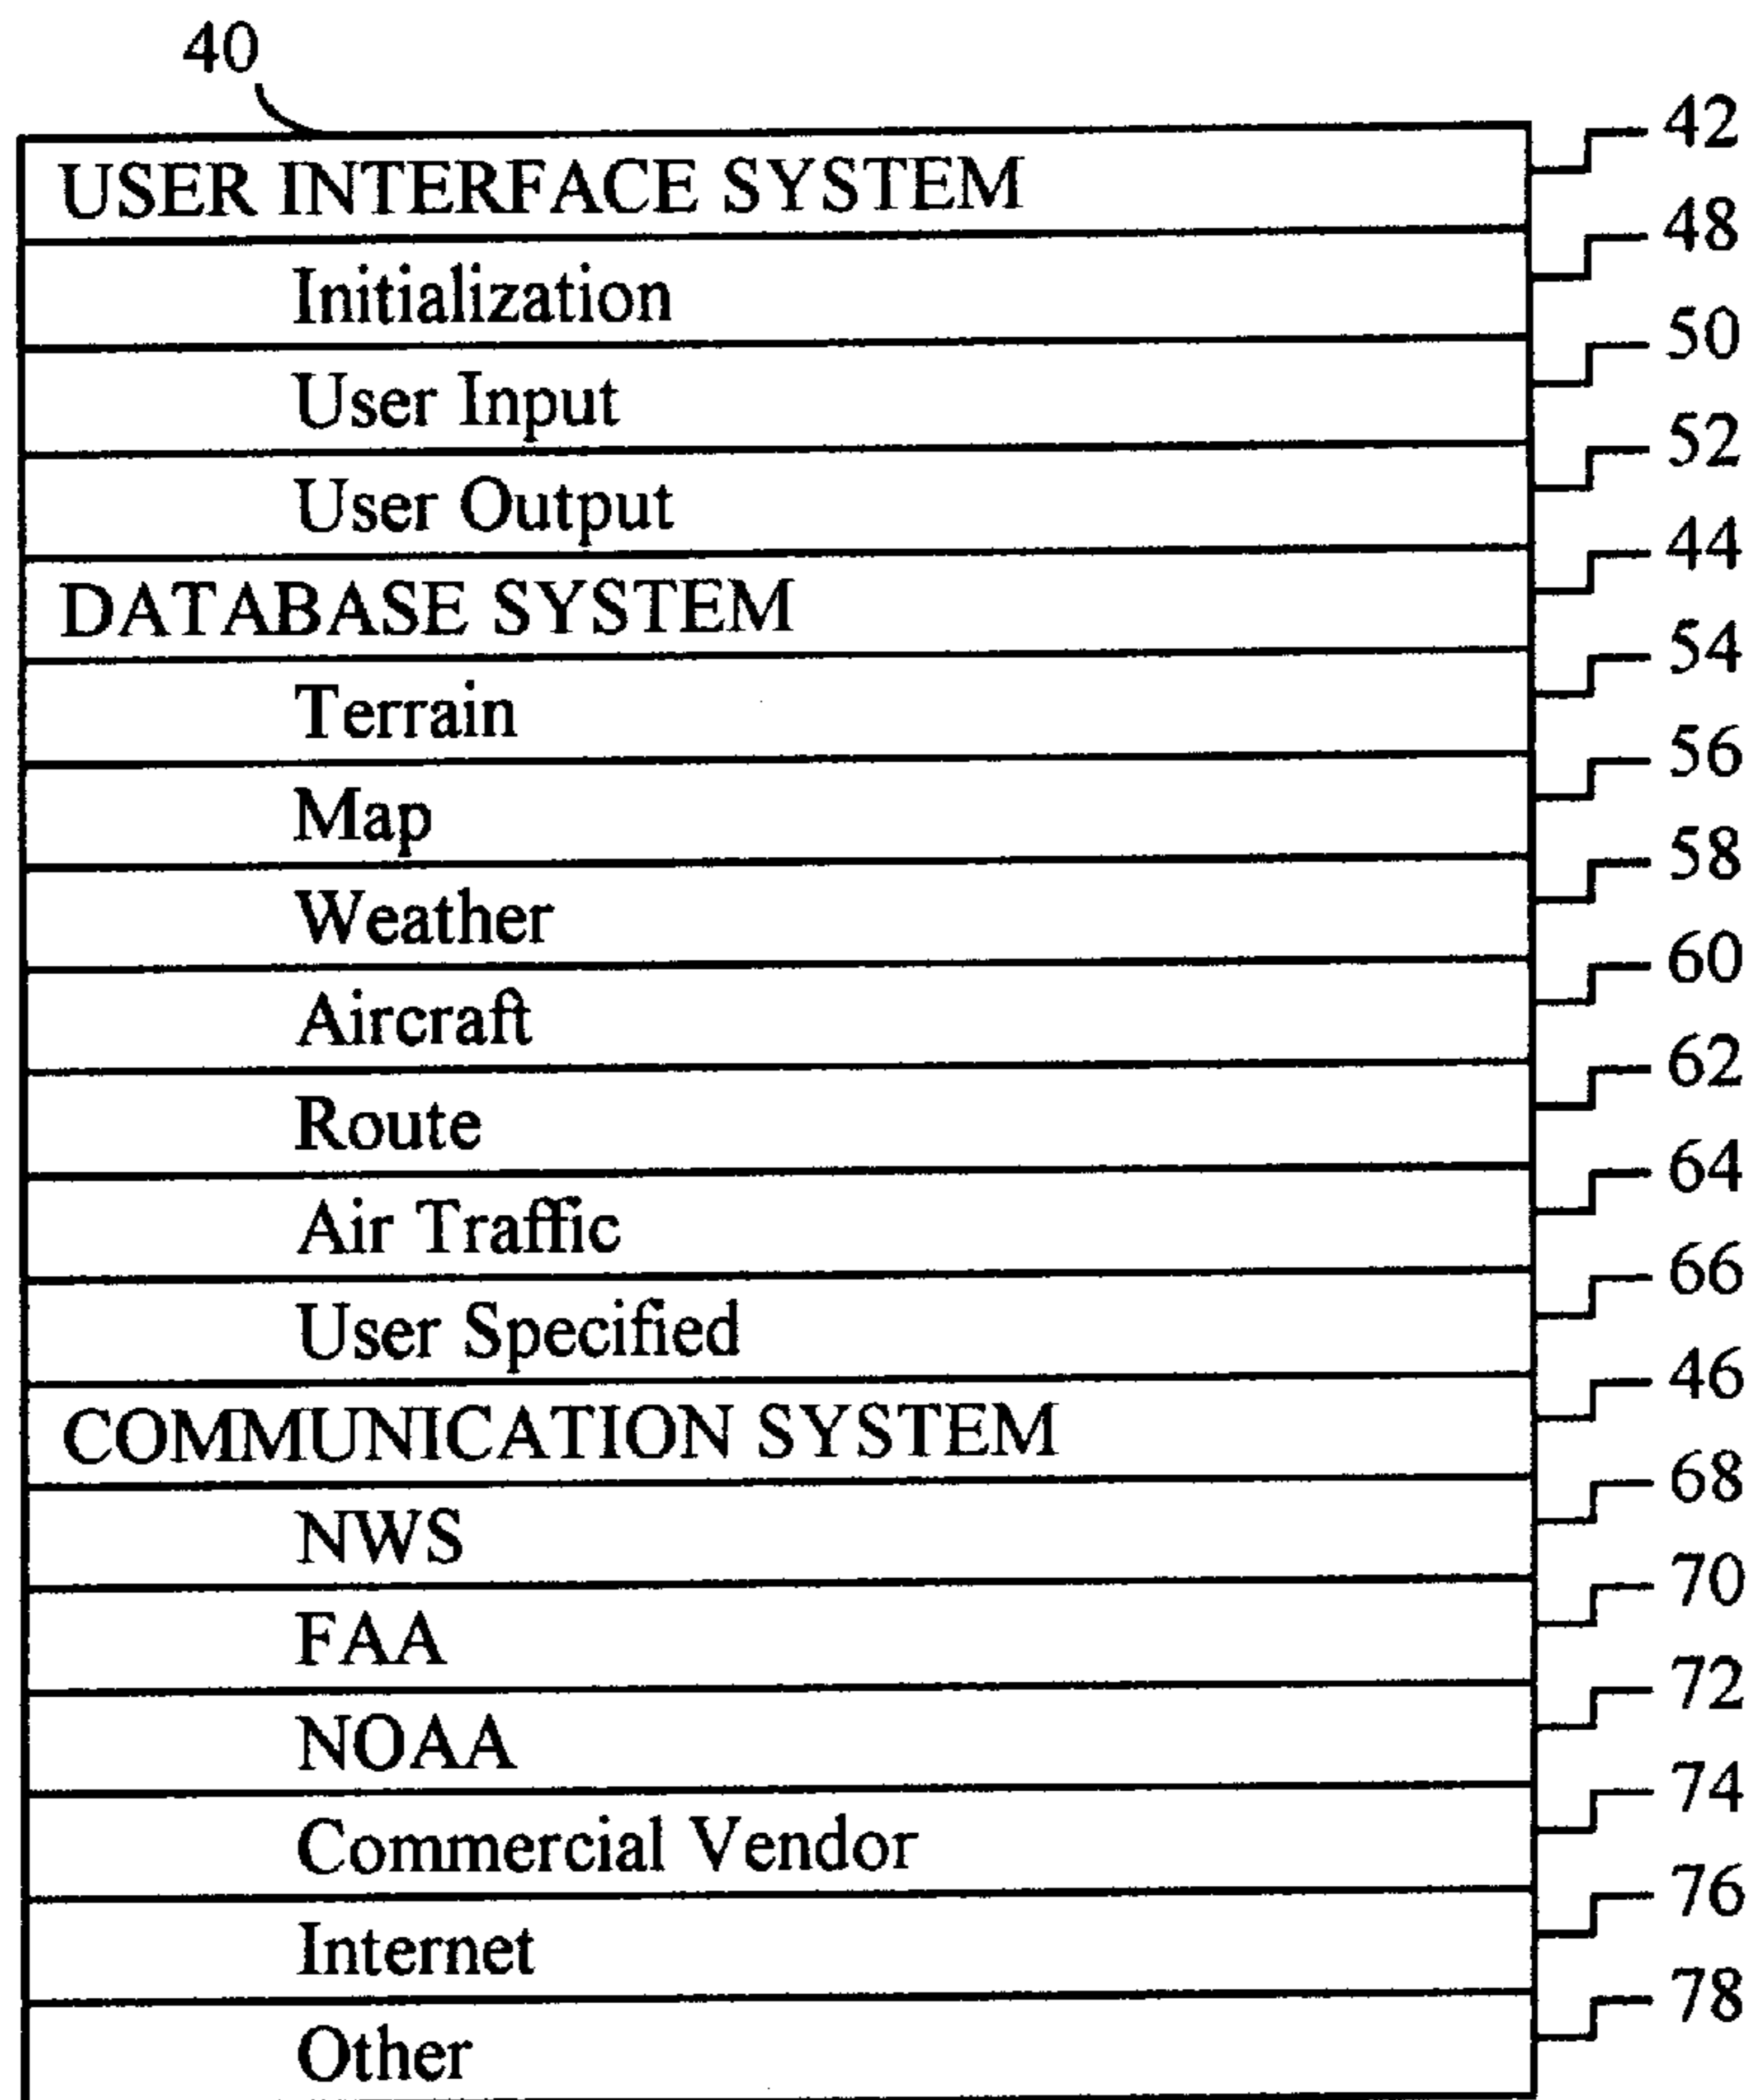 40
USER INTERFACE SYSTEM 42
Initialization 48
User Input 50
User Output 52
DATABASE SYSTEM 44
Terrain 54
Map 56
Weather 58
Aircraft 60
Route 62
Air Traffic 64
User Specified 66
COMMUNICATION SYSTEM 46
NWS 68
FAA 70
NOAA 72
Commercial Vendor 74
Internet 76
Other 78